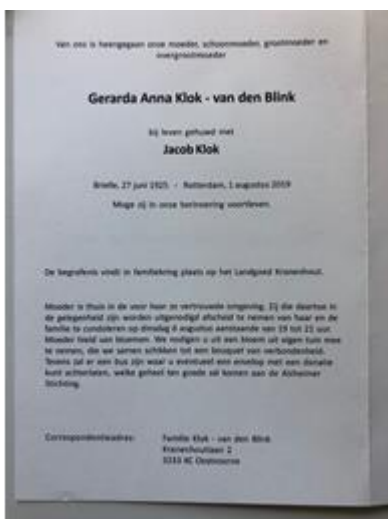 Van ons is heengegaan onze moeder, schoonmoeder, grootmoeder en
overgrootmoeder
Gerarda Anna Klok - van den Blink
bij leven gehuwd met
Jacob Klok
Brielle, 27 juni 1925 - Rotterdam, 1 augustus 2019
Moge zij in onze herinnering voortleven.
De begrafenis vindt in familiekring plaats op het Landgoed Kranenhout.
Moeder is thuis in de voor haar zo vertrouwde omgeving. Zij die daartoe in
de gelegenheid zijn worden uitgenodigd afscheid te nemen van haar en de
familie te condoleren op dinsdag 6 augustus aanstaande van 19 tot 21 uur.
Moeder hield van bloemen. We nodigen u uit een bloem uit eigen tuin mee
te nemen, die we samen schikken tot een bouquet van verbondenheid.
Tevens zal er een bus zijn waar u eventueel een envelop met een donatie
kunt achterlaten, welke geheel ten goede zal komen aan de Alzheimer
Stichting.
Correspondentieadres: Familie Klok - van den Blink
Kranenhoutlaan 2
3233 Oostvoorne